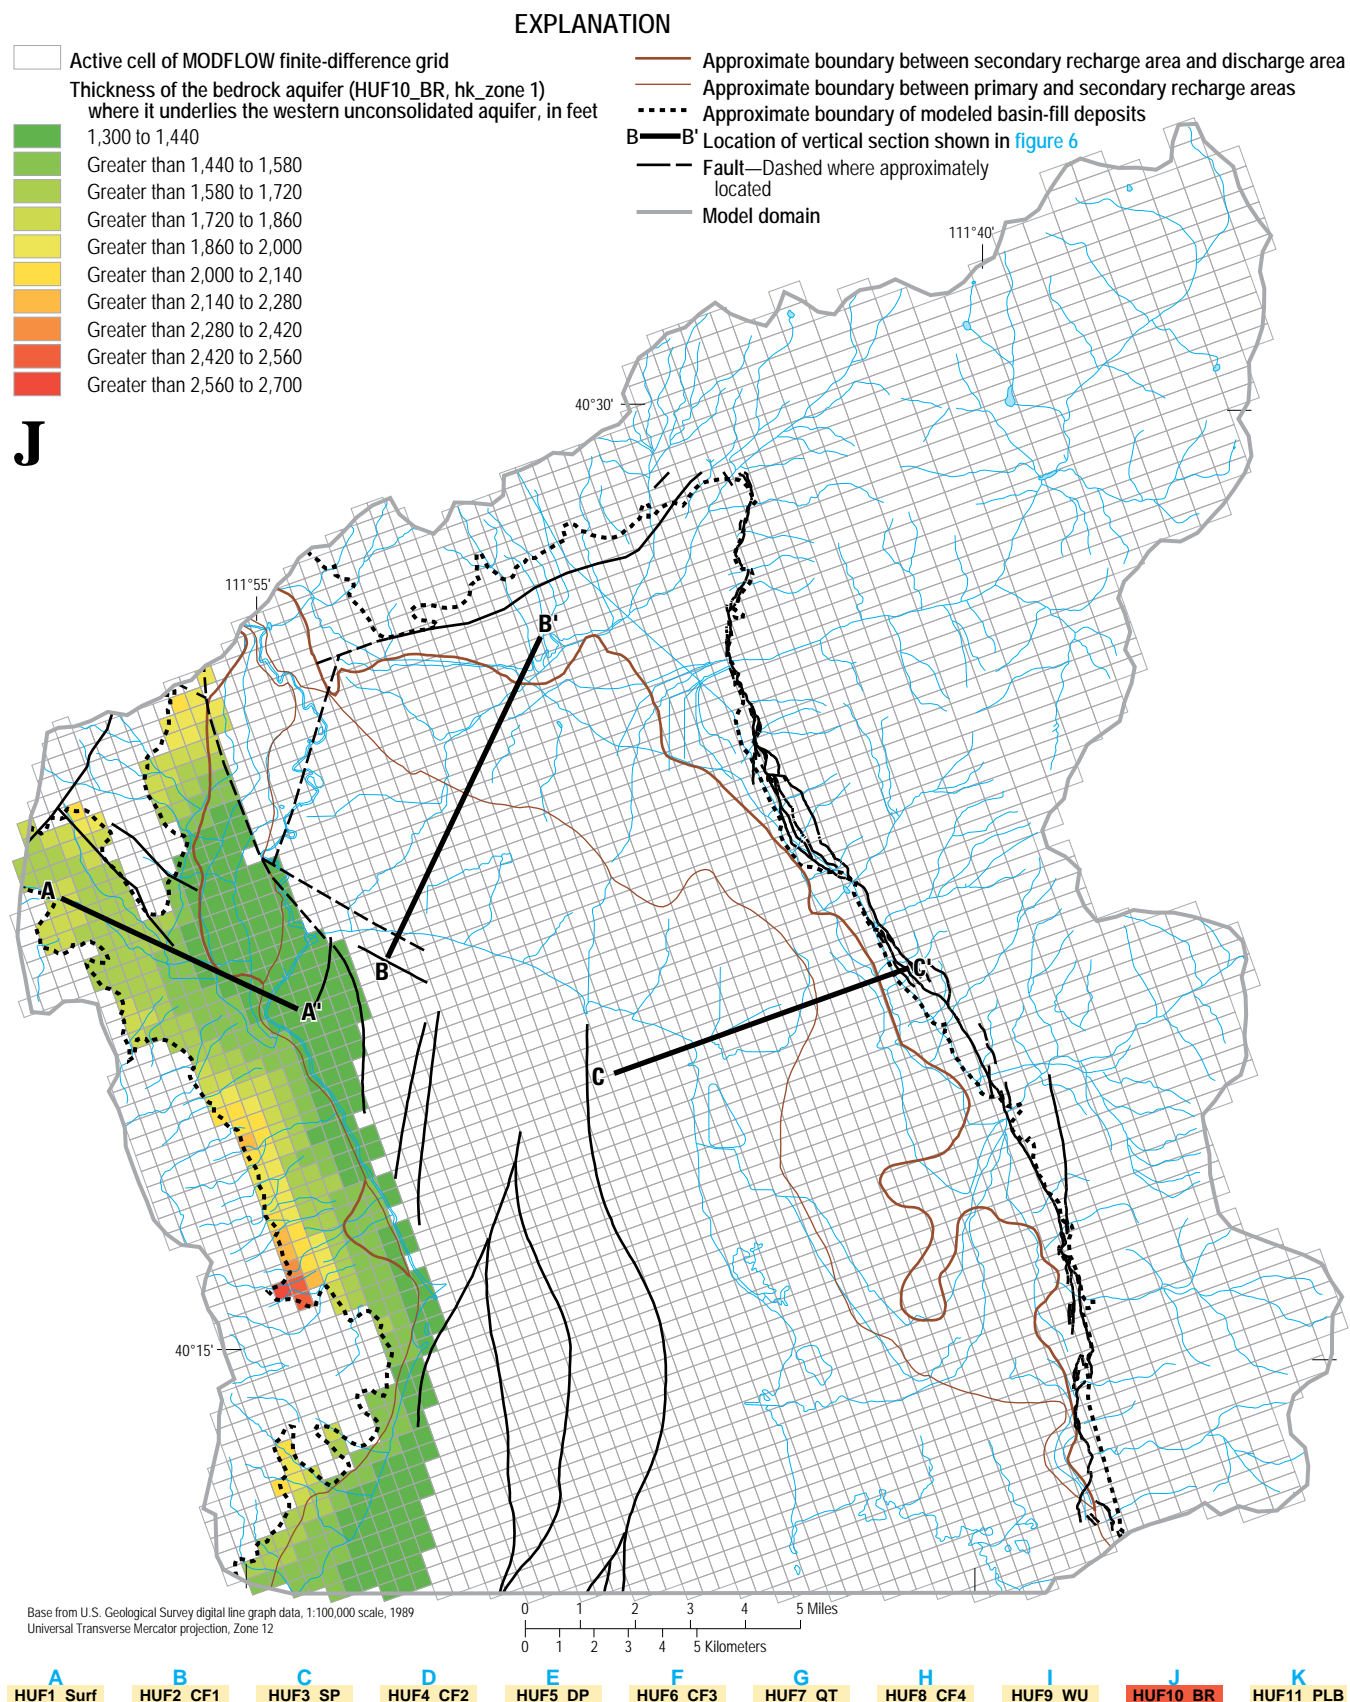 EXPLANATION
Active cell of MODFLOW finite-difference grid
Thickness of the bedrock aquifer (HUF10_BR, hk_zone 1)
where it underlies the western unconsolidated aquifer, in feet
1,300 to 1,440
Greater than 1,440 to 1,580
Greater than 1,580 to 1,720
Greater than 1,720 to 1,860
Greater than 1,860 to 2,000
Greater than 2,000 to 2,140
Greater than 2,140 to 2,280
Greater than 2,280 to 2,420
Greater than 2,420 to 2,560
Greater than 2,560 to 2,700
Approximate boundary between secondary recharge area and discharge area
Approximate boundary between primary and secondary recharge areas
Approximate boundary of modeled basin-fill deposits
B B' Location of vertical section shown in figure 6
Fault—Dashed where approximately
located
Model domain
J
111°40'
40°30'
111°55'
B'
A
B
C'
A'
C
40°15'
Base from U.S. Geological Survey digital line graph data, 1:100,000 scale, 1989
Universal Transverse Mercator projection, Zone 12
0 1 2 3 4 5 Miles
0 1 2 3 4 5 Kilometers
A B C D E F G H I J K
HUF1_Surf HUF2_CF1 HUF3_SP HUF4_CF2 HUF5_DP HUF6_CF3 HUF7_QT HUF8_CF4 HUF9_WU HUF10_BR HUF11_PLB